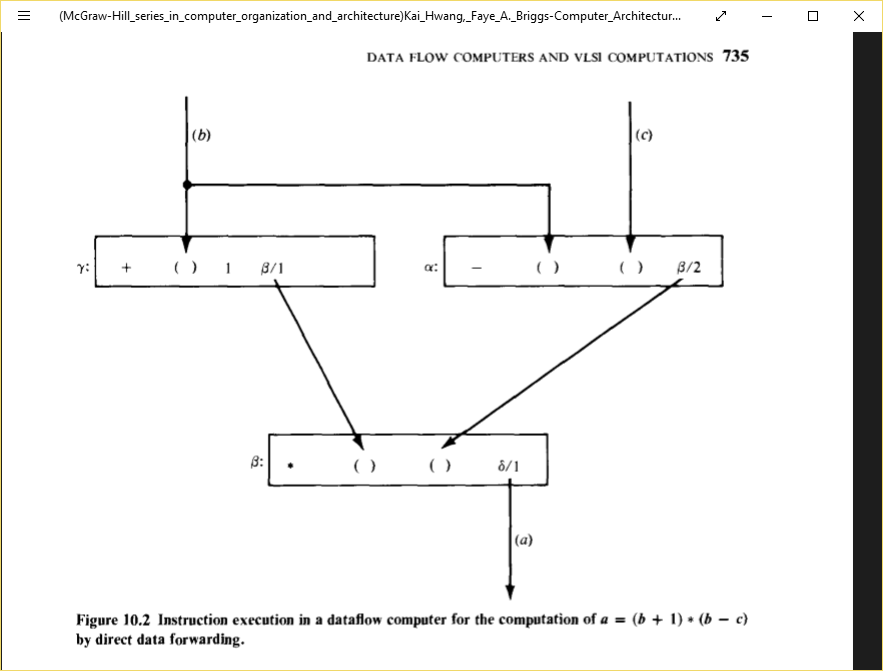 (McGraw-Hill_series_in_computer_organization_and_architecture)Kai_Hwang,_Faye_A._Briggs-Computer_Architectur...
DATA FLOW COMPUTERS AND VLSI COMPUTATIONS 735
(b)
(c)
γ: + ( ) 1 β/1
α: − ( ) ( ) β/2
β: * ( ) ( ) δ/1
(a)
Figure 10.2 Instruction execution in a dataflow computer for the computation of a = (b + 1) * (b − c)
by direct data forwarding.